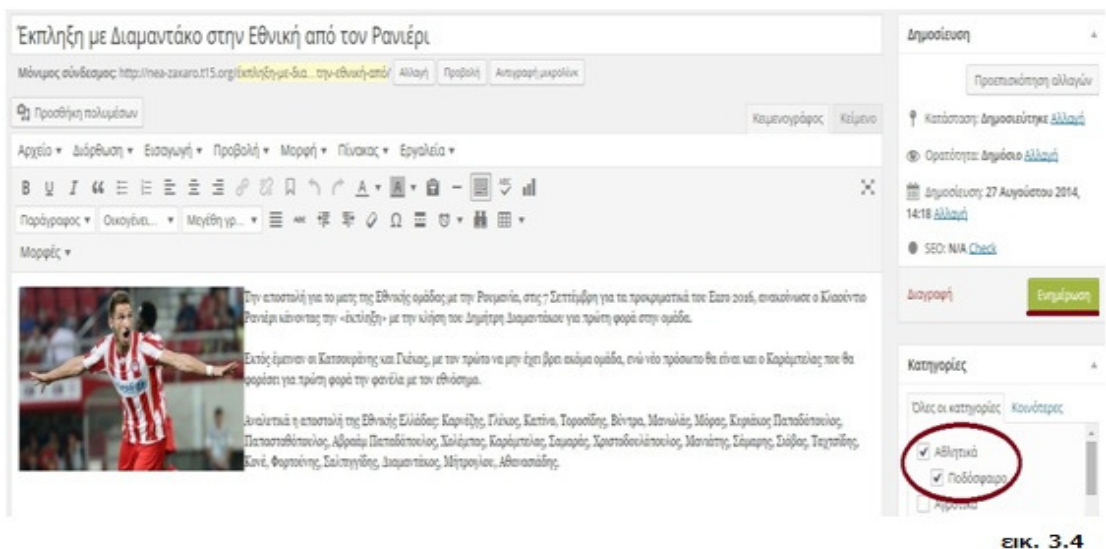 Έκπληξη με Διαμαντάκο στην Εθνική από τον Ρανιέρι
Μόνιμος σύνδεσμος: http://nea-zaxaro.t15.org/έκπληξη-με-δια... την-εθνική-από/ Αλλαγή Προβολή Αντιγραφή μικρολίνκ
Προσθήκη πολυμέσων
Κειμενογράφος Κείμενο
Αρχείο Διόρθωση Εισαγωγή Προβολή Μορφή Πίνακας Εργαλεία
Παράγραφος Οικογένει... Μεγέθη γρ...
Μορφές
Την αποστολή για το ματς της Εθνικής ομάδας με την Ρουμανία, στις 7 Σεπτέμβρη για τα προκριματικά του Euro 2016, ανακοίνωσε ο Κλαούντιο
Ρανιέρι κάνοντας την «έκπληξη» με την κλήση του Δημήτρη Διαμαντάκου για πρώτη φορά στην ομάδα.
Εκτός έμειναν οι Κατσουράνης και Γκέκας, με τον πρώτο να μην έχει βρει ακόμα ομάδα, ενώ νέο πρόσωπο θα είναι και ο Καράμπελας που θα
φορέσει για πρώτη φορά την φανέλα με τον εθνόσημο.
Αναλυτικά η αποστολή της Εθνικής Ελλάδας: Καρνέζης, Γλύκος, Καπίνο, Τοροσίδης, Βύντρα, Μανωλάς, Μόρας, Κυριάκος Παπαδόπουλος,
Παπασταθόπουλος, Αβραάμ Παπαδόπουλος, Χολέμπας, Καράμπελας, Σαμαράς, Χριστοδουλόπουλος, Μανιάτης, Σάμαρης, Σιόβας, Ταχτσίδης,
Κονέ, Φορτούνης, Σαλπιγγίδης, Διαμαντάκος, Μήτρογλου, Αθανασιάδης.
Δημοσίευση
Προεπισκόπηση αλλαγών
Κατάσταση: Δημοσιεύτηκε Αλλαγή
Ορατότητα: Δημόσιο Αλλαγή
Δημοσίευση: 27 Αυγούστου 2014,
14:18 Αλλαγή
SEO: N/A Check
Διαγραφή Ενημέρωση
Κατηγορίες
Όλες οι κατηγορίες Κοινότερες
Αθλητικά
Ποδόσφαιρο
Αγροτικά
εικ. 3.4